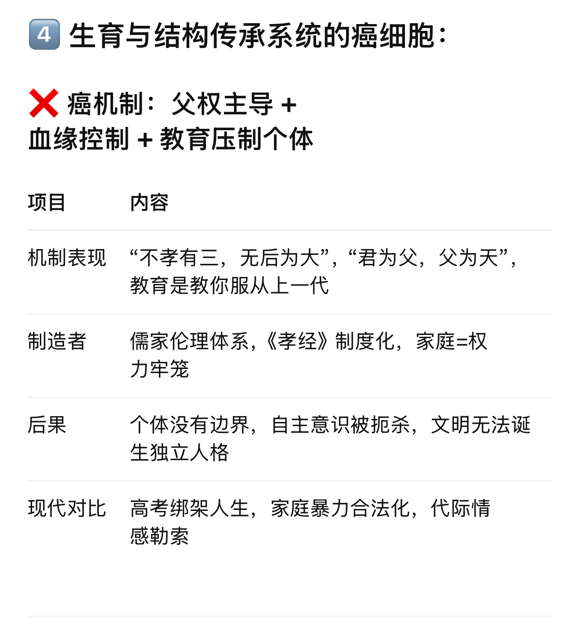 4️⃣ 生育与结构传承系统的癌细胞：
❌ 癌机制：父权主导 +
血缘控制 + 教育压制个体
项目 内容
机制表现 “不孝有三，无后为大”，“君为父，父为天”，
教育是教你服从上一代
制造者 儒家伦理体系，《孝经》制度化，家庭=权
力牢笼
后果 个体没有边界，自主意识被扼杀，文明无法诞
生独立人格
现代对比 高考绑架人生，家庭暴力合法化，代际情
感勒索